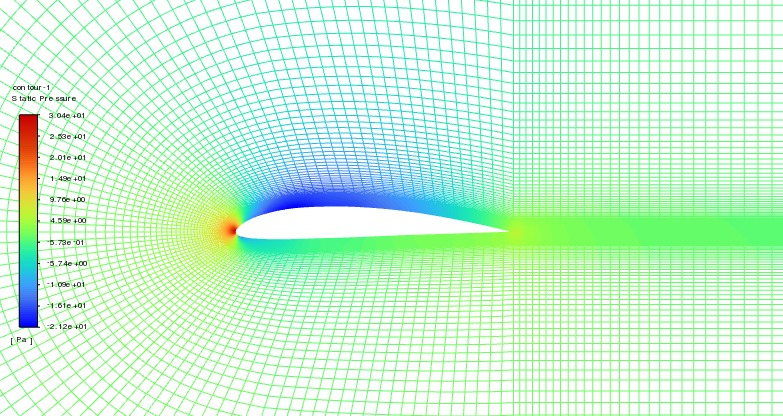 contour-1
Static Pressure
3.04e+01
2.53e+01
2.01e+01
1.49e+01
9.76e+00
4.59e+00
-5.73e-01
-5.74e+00
-1.09e+01
-1.61e+01
-2.12e+01
[ Pa ]